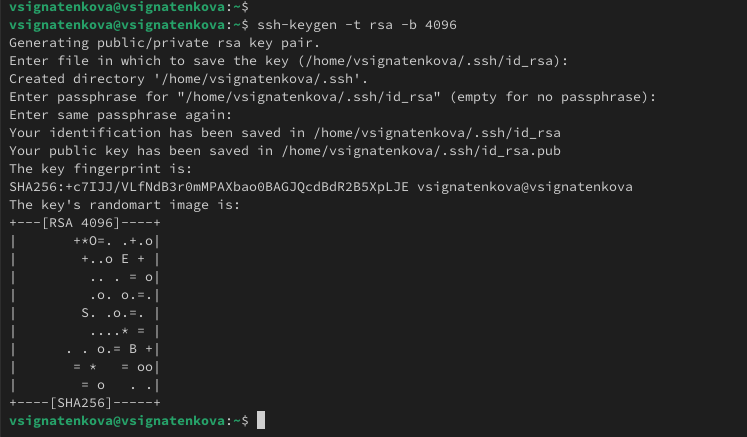 vsignatenkova@vsignatenkova:~$
vsignatenkova@vsignatenkova:~$ ssh-keygen -t rsa -b 4096
Generating public/private rsa key pair.
Enter file in which to save the key (/home/vsignatenkova/.ssh/id_rsa):
Created directory '/home/vsignatenkova/.ssh'.
Enter passphrase for "/home/vsignatenkova/.ssh/id_rsa" (empty for no passphrase):
Enter same passphrase again:
Your identification has been saved in /home/vsignatenkova/.ssh/id_rsa
Your public key has been saved in /home/vsignatenkova/.ssh/id_rsa.pub
The key fingerprint is:
SHA256:+c7IJJ/VLfNdB3r0mMPAXbao0BAGJQcdBdR2B5XpLJE vsignatenkova@vsignatenkova
The key's randomart image is:
+---[RSA 4096]----+
|       +*O=. .+.o|
|        +..o E + |
|         .. . = o|
|         .o. o.=.|
|        S. .o.=. |
|         ....* = |
|      . . o.= B +|
|       = *   = oo|
|        = o   . .|
+----[SHA256]-----+
vsignatenkova@vsignatenkova:~$